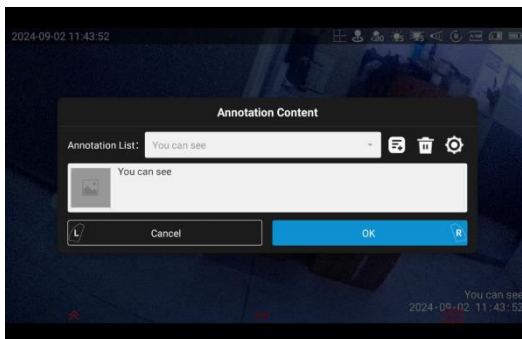 2024-09-02 11:43:52
Annotation Content
Annotation List:
You can see
You can see
L
Cancel
OK
R
You can see
2024-09-02 11:43:52